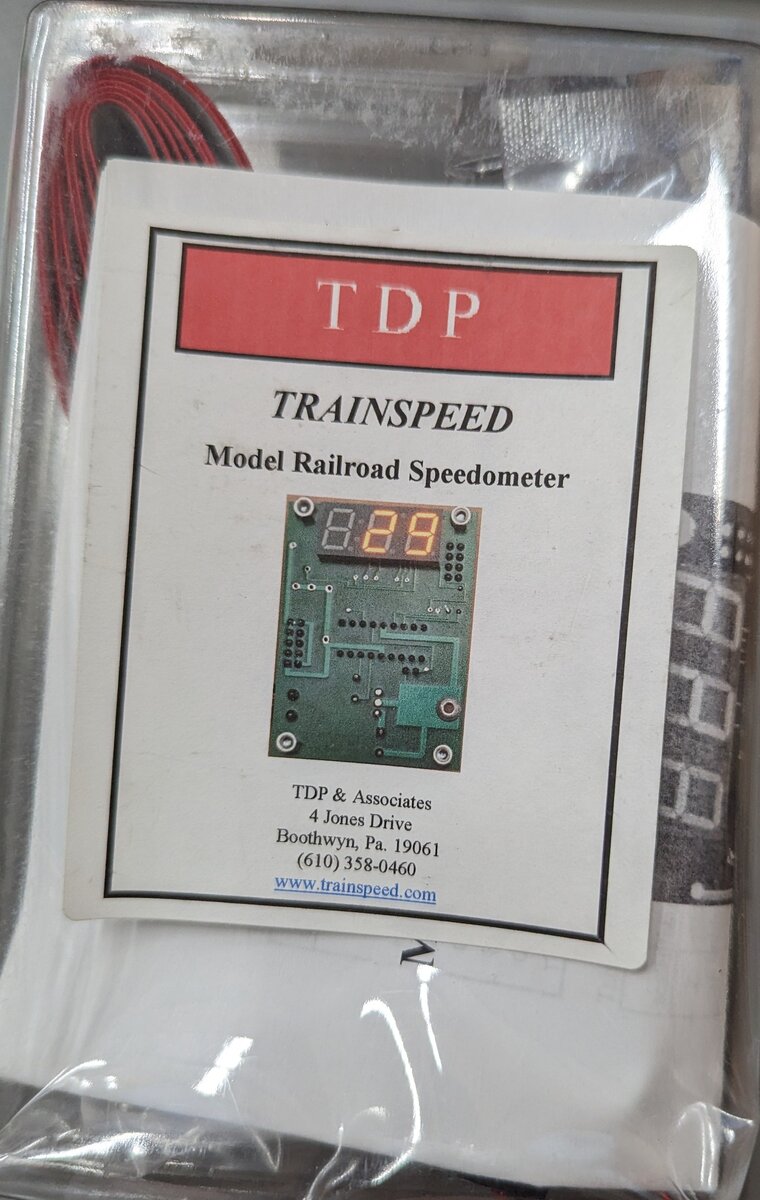 TDP
TRAINSPEED
Model Railroad Speedometer
29
TDP & Associates
4 Jones Drive
Boothwyn, Pa. 19061
(610) 358-0460
www.trainspeed.com
M